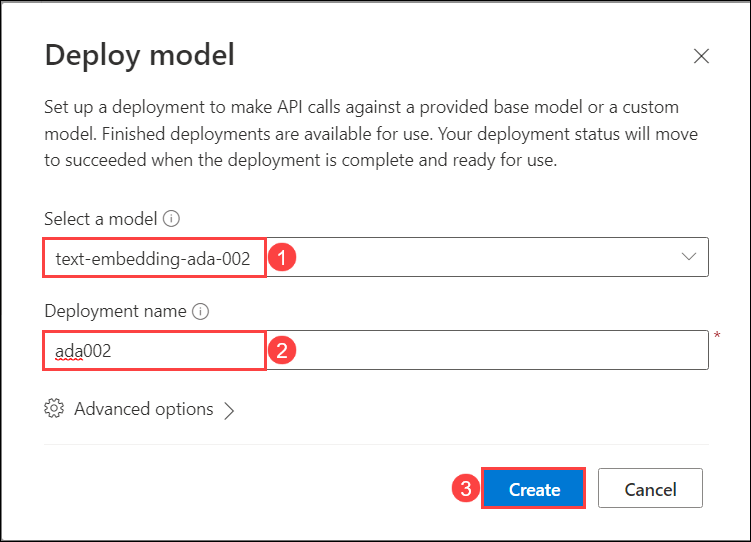 Deploy model
Set up a deployment to make API calls against a provided base model or a custom
model. Finished deployments are available for use. Your deployment status will move
to succeeded when the deployment is complete and ready for use.
Select a model
text-embedding-ada-002 1
Deployment name
ada002 2 *
Advanced options
3 Create Cancel